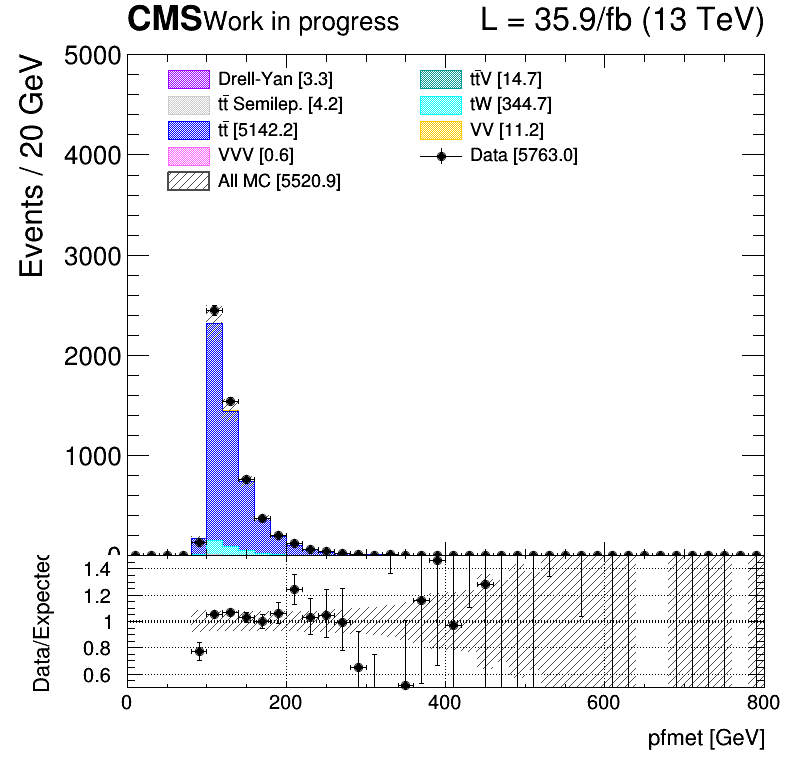 CMS Work in progress L = 35.9/fb (13 TeV)
Events / 20 GeV
5000
4000
3000
2000
1000
0
Drell-Yan [3.3]
tt̄ Semilep. [4.2]
tt̄ [5142.2]
VVV [0.6]
All MC [5520.9]
tt̄V [14.7]
tW [344.7]
VV [11.2]
Data [5763.0]
Data/Expected
1.4
1.2
1
0.8
0.6
0 200 400 600 800
pfmet [GeV]